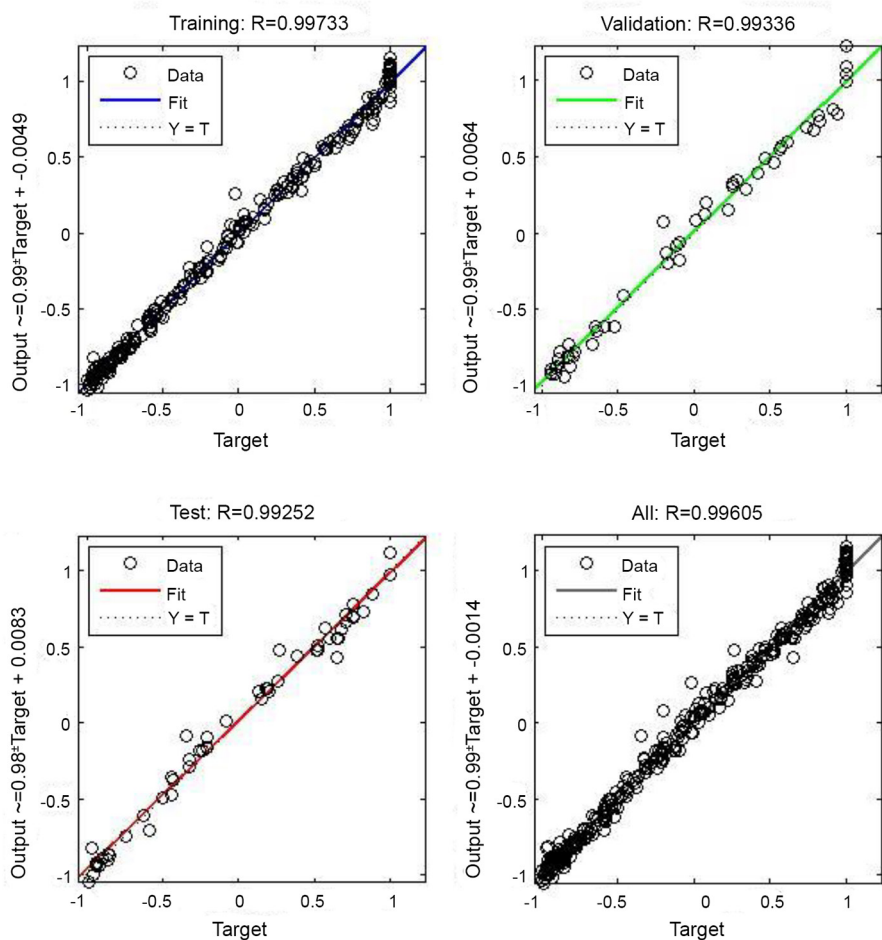 Training: R=0.99733
Output ~=0.99±Target + -0.0049
Data
Fit
Y = T
1
0.5
0
-0.5
-1
-1 -0.5 0 0.5 1
Target
Validation: R=0.99336
Output ~=0.99±Target + 0.0064
Data
Fit
Y = T
1
0.5
0
-0.5
-1
-1 -0.5 0 0.5 1
Target
Test: R=0.99252
Output ~=0.98±Target + 0.0083
Data
Fit
Y = T
1
0.5
0
-0.5
-1
-1 -0.5 0 0.5 1
Target
All: R=0.99605
Output ~=0.99±Target + -0.0014
Data
Fit
Y = T
1
0.5
0
-0.5
-1
-1 -0.5 0 0.5 1
Target